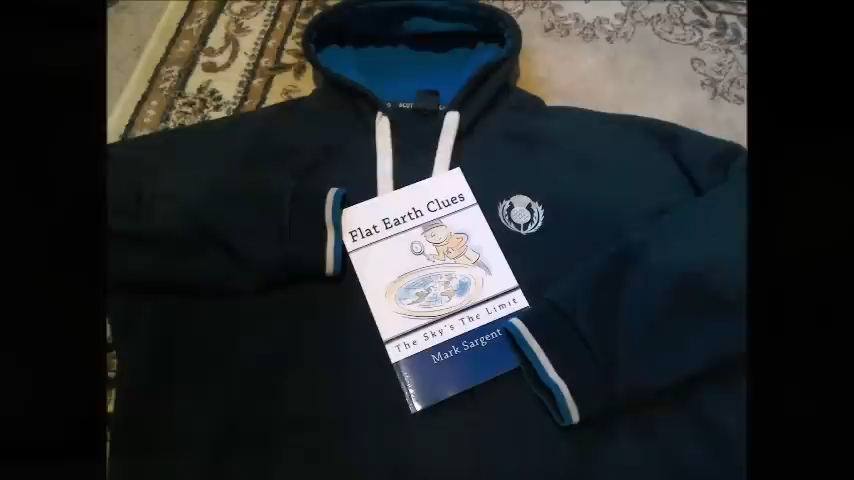 Flat Earth Clues
The Sky's The Limit
Mark Sargent